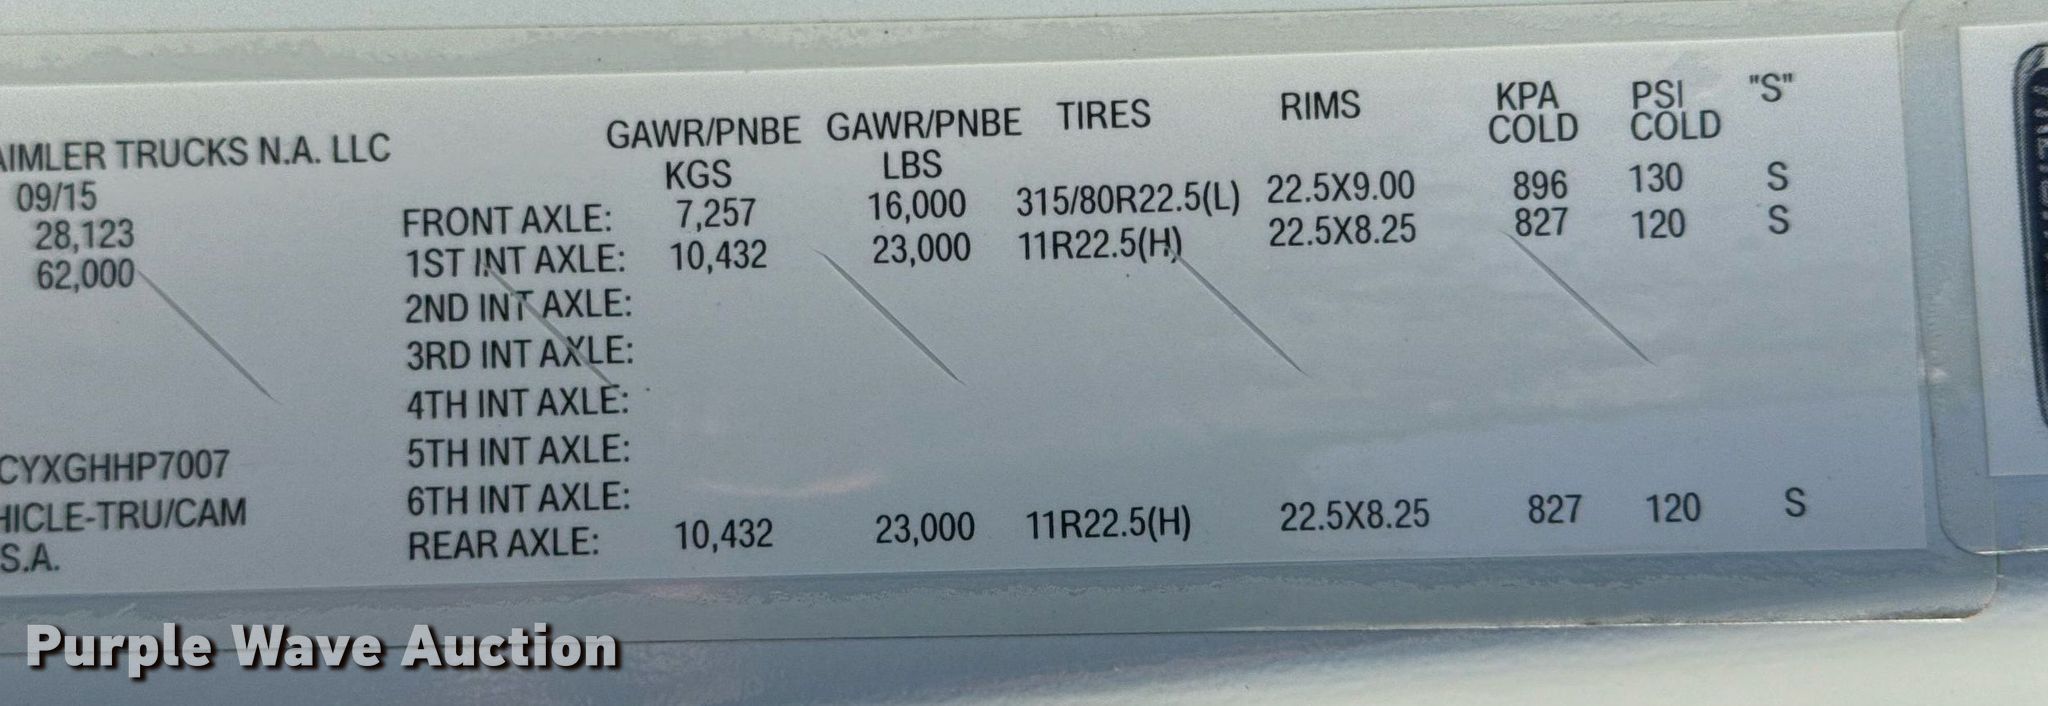 GAWR/PNBE GAWR/PNBE TIRES RIMS KPA PSI "S"
KGS LBS COLD COLD
AIMLER TRUCKS N.A. LLC
09/15
28,123
62,000
FRONT AXLE: 7,257 16,000 315/80R22.5(L) 22.5X9.00 896 130 S
1ST INT AXLE: 10,432 23,000 11R22.5(H) 22.5X8.25 827 120 S
2ND INT AXLE:
3RD INT AXLE:
4TH INT AXLE:
5TH INT AXLE:
6TH INT AXLE:
REAR AXLE: 10,432 23,000 11R22.5(H) 22.5X8.25 827 120 S
CYXGHHP7007
HICLE-TRU/CAM
S.A.
Purple Wave Auction